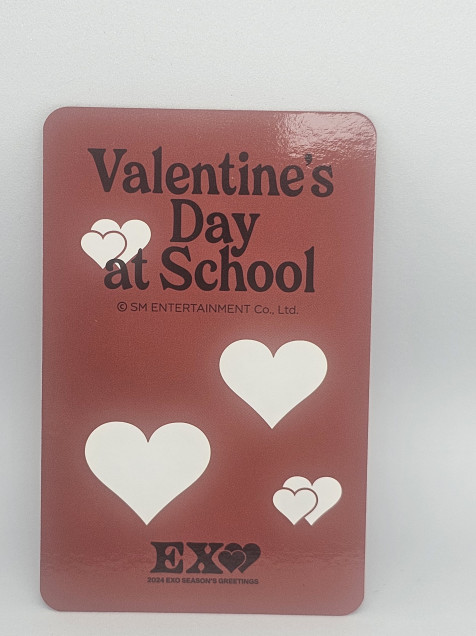 Valentine's
Day
at School
© SM ENTERTAINMENT Co., Ltd.
EXO
2024 EXO SEASON'S GREETINGS